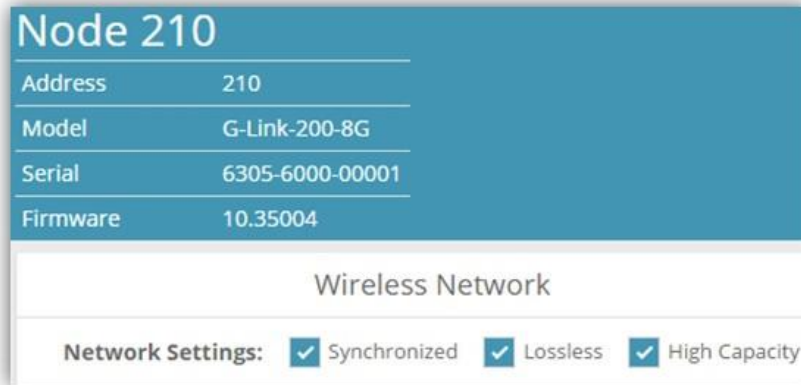 Node 210
Address 210
Model G-Link-200-8G
Serial 6305-6000-00001
Firmware 10.35004
Wireless Network
Network Settings: Synchronized Lossless High Capacity